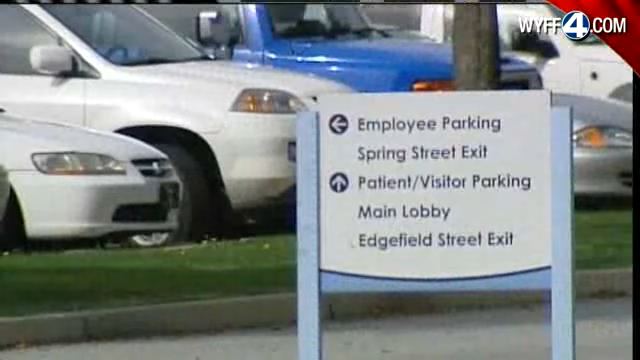 WYFF4.COM
Employee Parking
Spring Street Exit
Patient/Visitor Parking
Main Lobby
Edgefield Street Exit